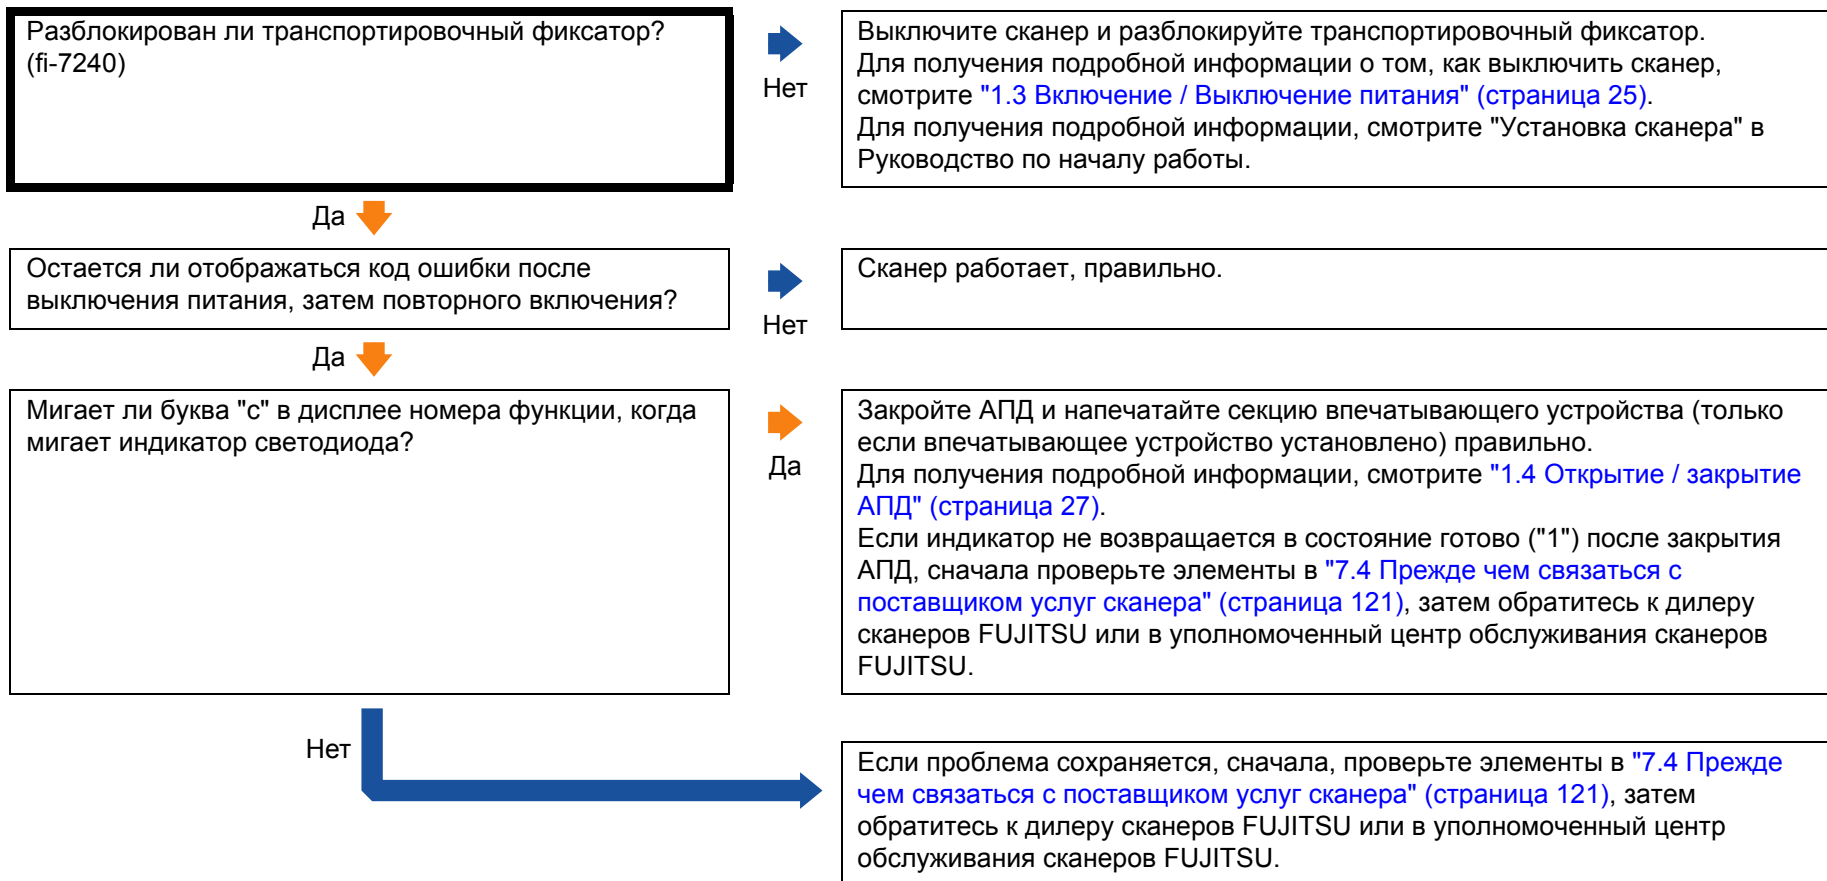 Разблокирован ли транспортировочный фиксатор?
(fi-7240)
Нет
Выключите сканер и разблокируйте транспортировочный фиксатор.
Для получения подробной информации о том, как выключить сканер,
смотрите "1.3 Включение / Выключение питания" (страница 25).
Для получения подробной информации, смотрите "Установка сканера" в
Руководство по началу работы.
Да
Остается ли отображаться код ошибки после
выключения питания, затем повторного включения?
Нет
Сканер работает, правильно.
Да
Мигает ли буква "c" в дисплее номера функции, когда
мигает индикатор светодиода?
Да
Закройте АПД и напечатайте секцию впечатывающего устройства (только
если впечатывающее устройство установлено) правильно.
Для получения подробной информации, смотрите "1.4 Открытие / закрытие
АПД" (страница 27).
Если индикатор не возвращается в состояние готово ("1") после закрытия
АПД, сначала проверьте элементы в "7.4 Прежде чем связаться с
поставщиком услуг сканера" (страница 121), затем обратитесь к дилеру
сканеров FUJITSU или в уполномоченный центр обслуживания сканеров
FUJITSU.
Нет
Если проблема сохраняется, сначала, проверьте элементы в "7.4 Прежде
чем связаться с поставщиком услуг сканера" (страница 121), затем
обратитесь к дилеру сканеров FUJITSU или в уполномоченный центр
обслуживания сканеров FUJITSU.